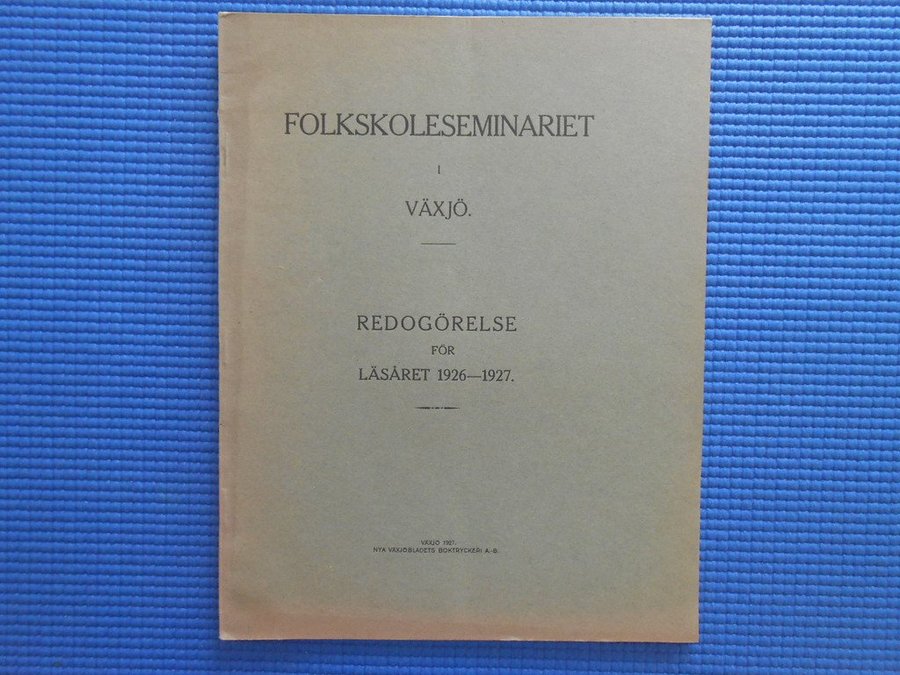 FOLKSKOLESEMINARIET
I
VÄXJÖ.
REDOGÖRELSE
FÖR
LÄSÅRET 1926—1927.
VÄXJÖ 1927.
NYA VÄXJÖBLADETS BOKTRYCKERI A.-B.